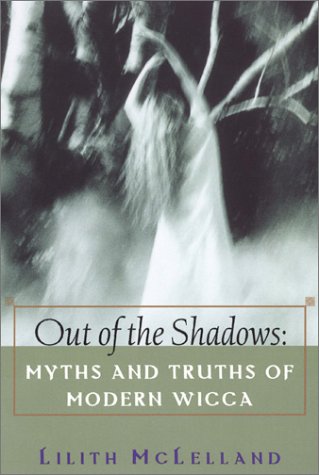 Out of the Shadows:
MYTHS AND TRUTHS OF
MODERN WICCA
LILITH MCLELLAND